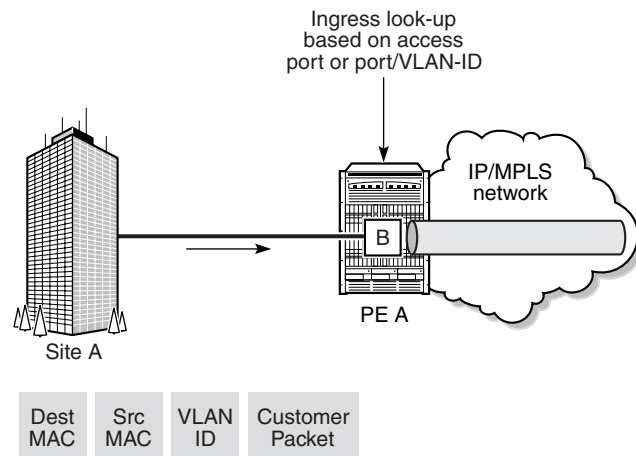 Ingress look-up
based on access
port or port/VLAN-ID
IP/MPLS
network
B
PE A
Site A
Dest
MAC
Src
MAC
VLAN
ID
Customer
Packet